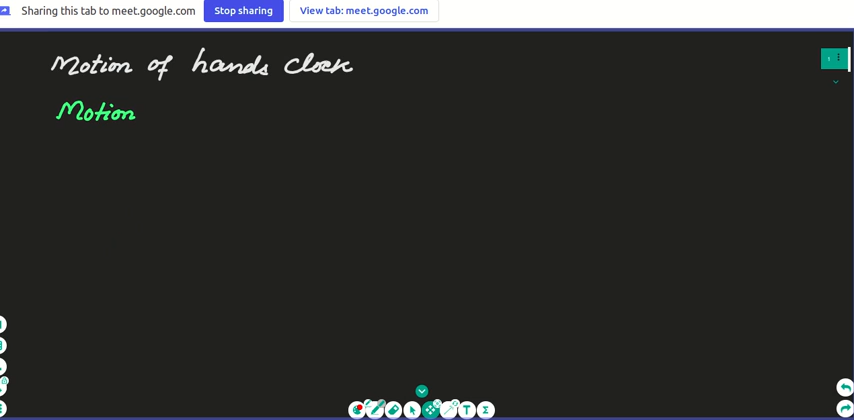 Sharing this tab to meet.google.com Stop sharing View tab: meet.google.com
Motion of hands clock
1
Motion
T Σ